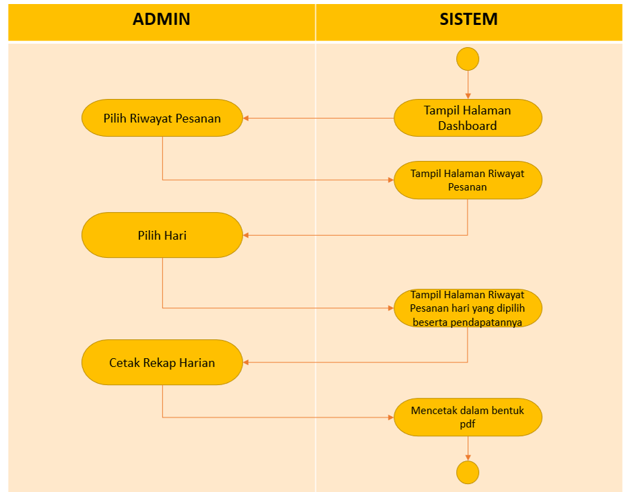 ADMIN
SISTEM
Tampil Halaman
Dashboard
Pilih Riwayat Pesanan
Tampil Halaman Riwayat
Pesanan
Pilih Hari
Tampil Halaman Riwayat
Pesanan hari yang dipilih
beserta pendapatannya
Cetak Rekap Harian
Mencetak dalam bentuk
pdf